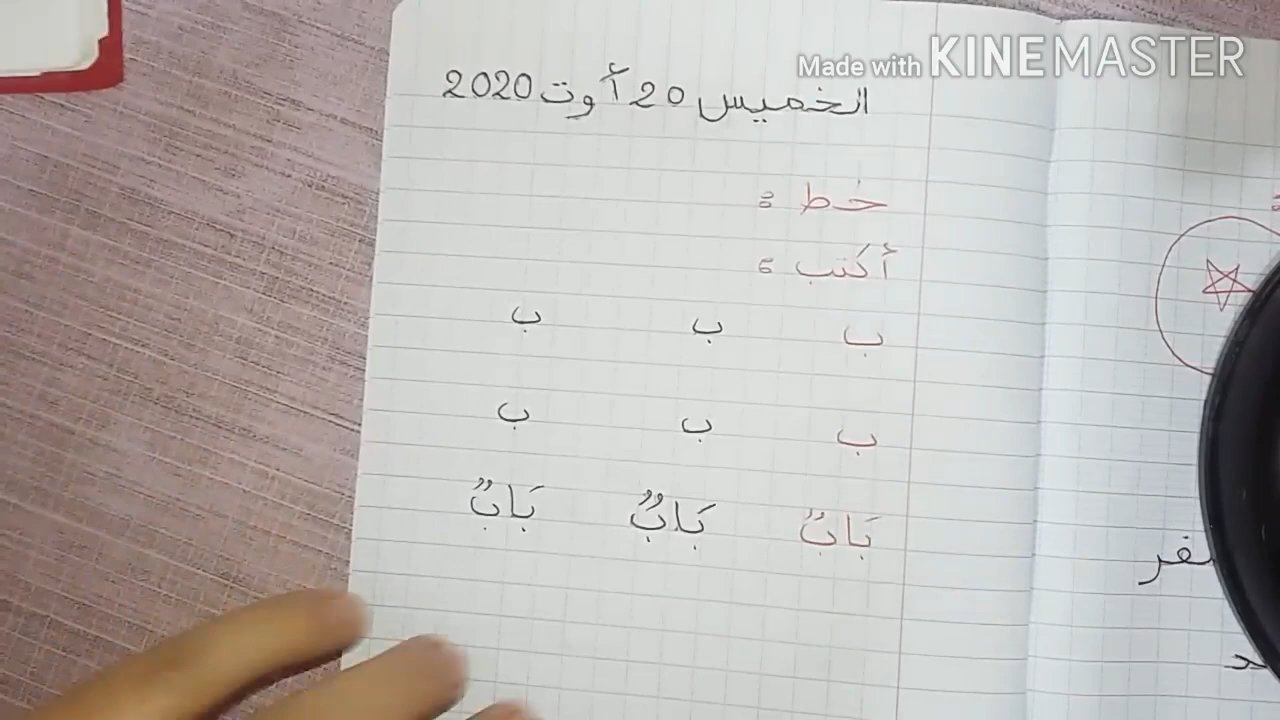 Made with KINEMASTER
الخميس 20 أوت 2020
خط :
أكتب :
ب ب ب
ب ب ب
بَابٌ بَابٌ بَابٌ